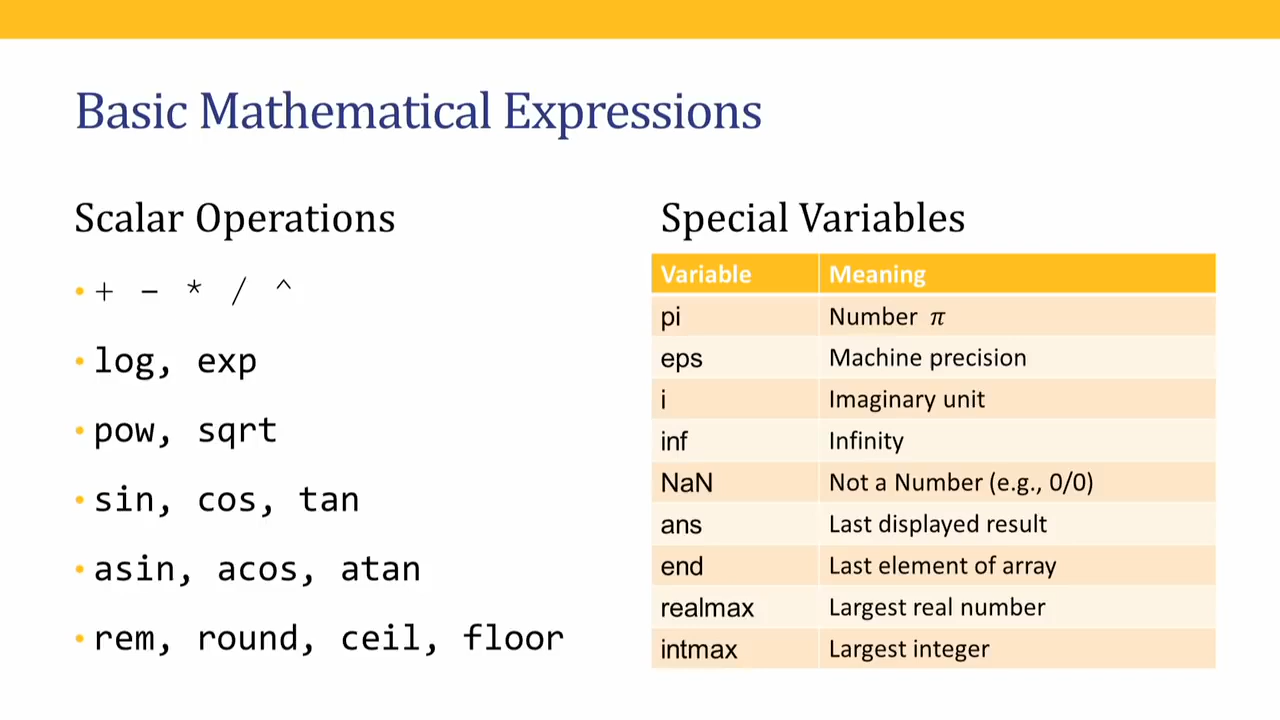 Basic Mathematical Expressions
Scalar Operations
• + - * / ^
• log, exp
• pow, sqrt
• sin, cos, tan
• asin, acos, atan
• rem, round, ceil, floor
Special Variables
Variable Meaning
pi Number π
eps Machine precision
i Imaginary unit
inf Infinity
NaN Not a Number (e.g., 0/0)
ans Last displayed result
end Last element of array
realmax Largest real number
intmax Largest integer